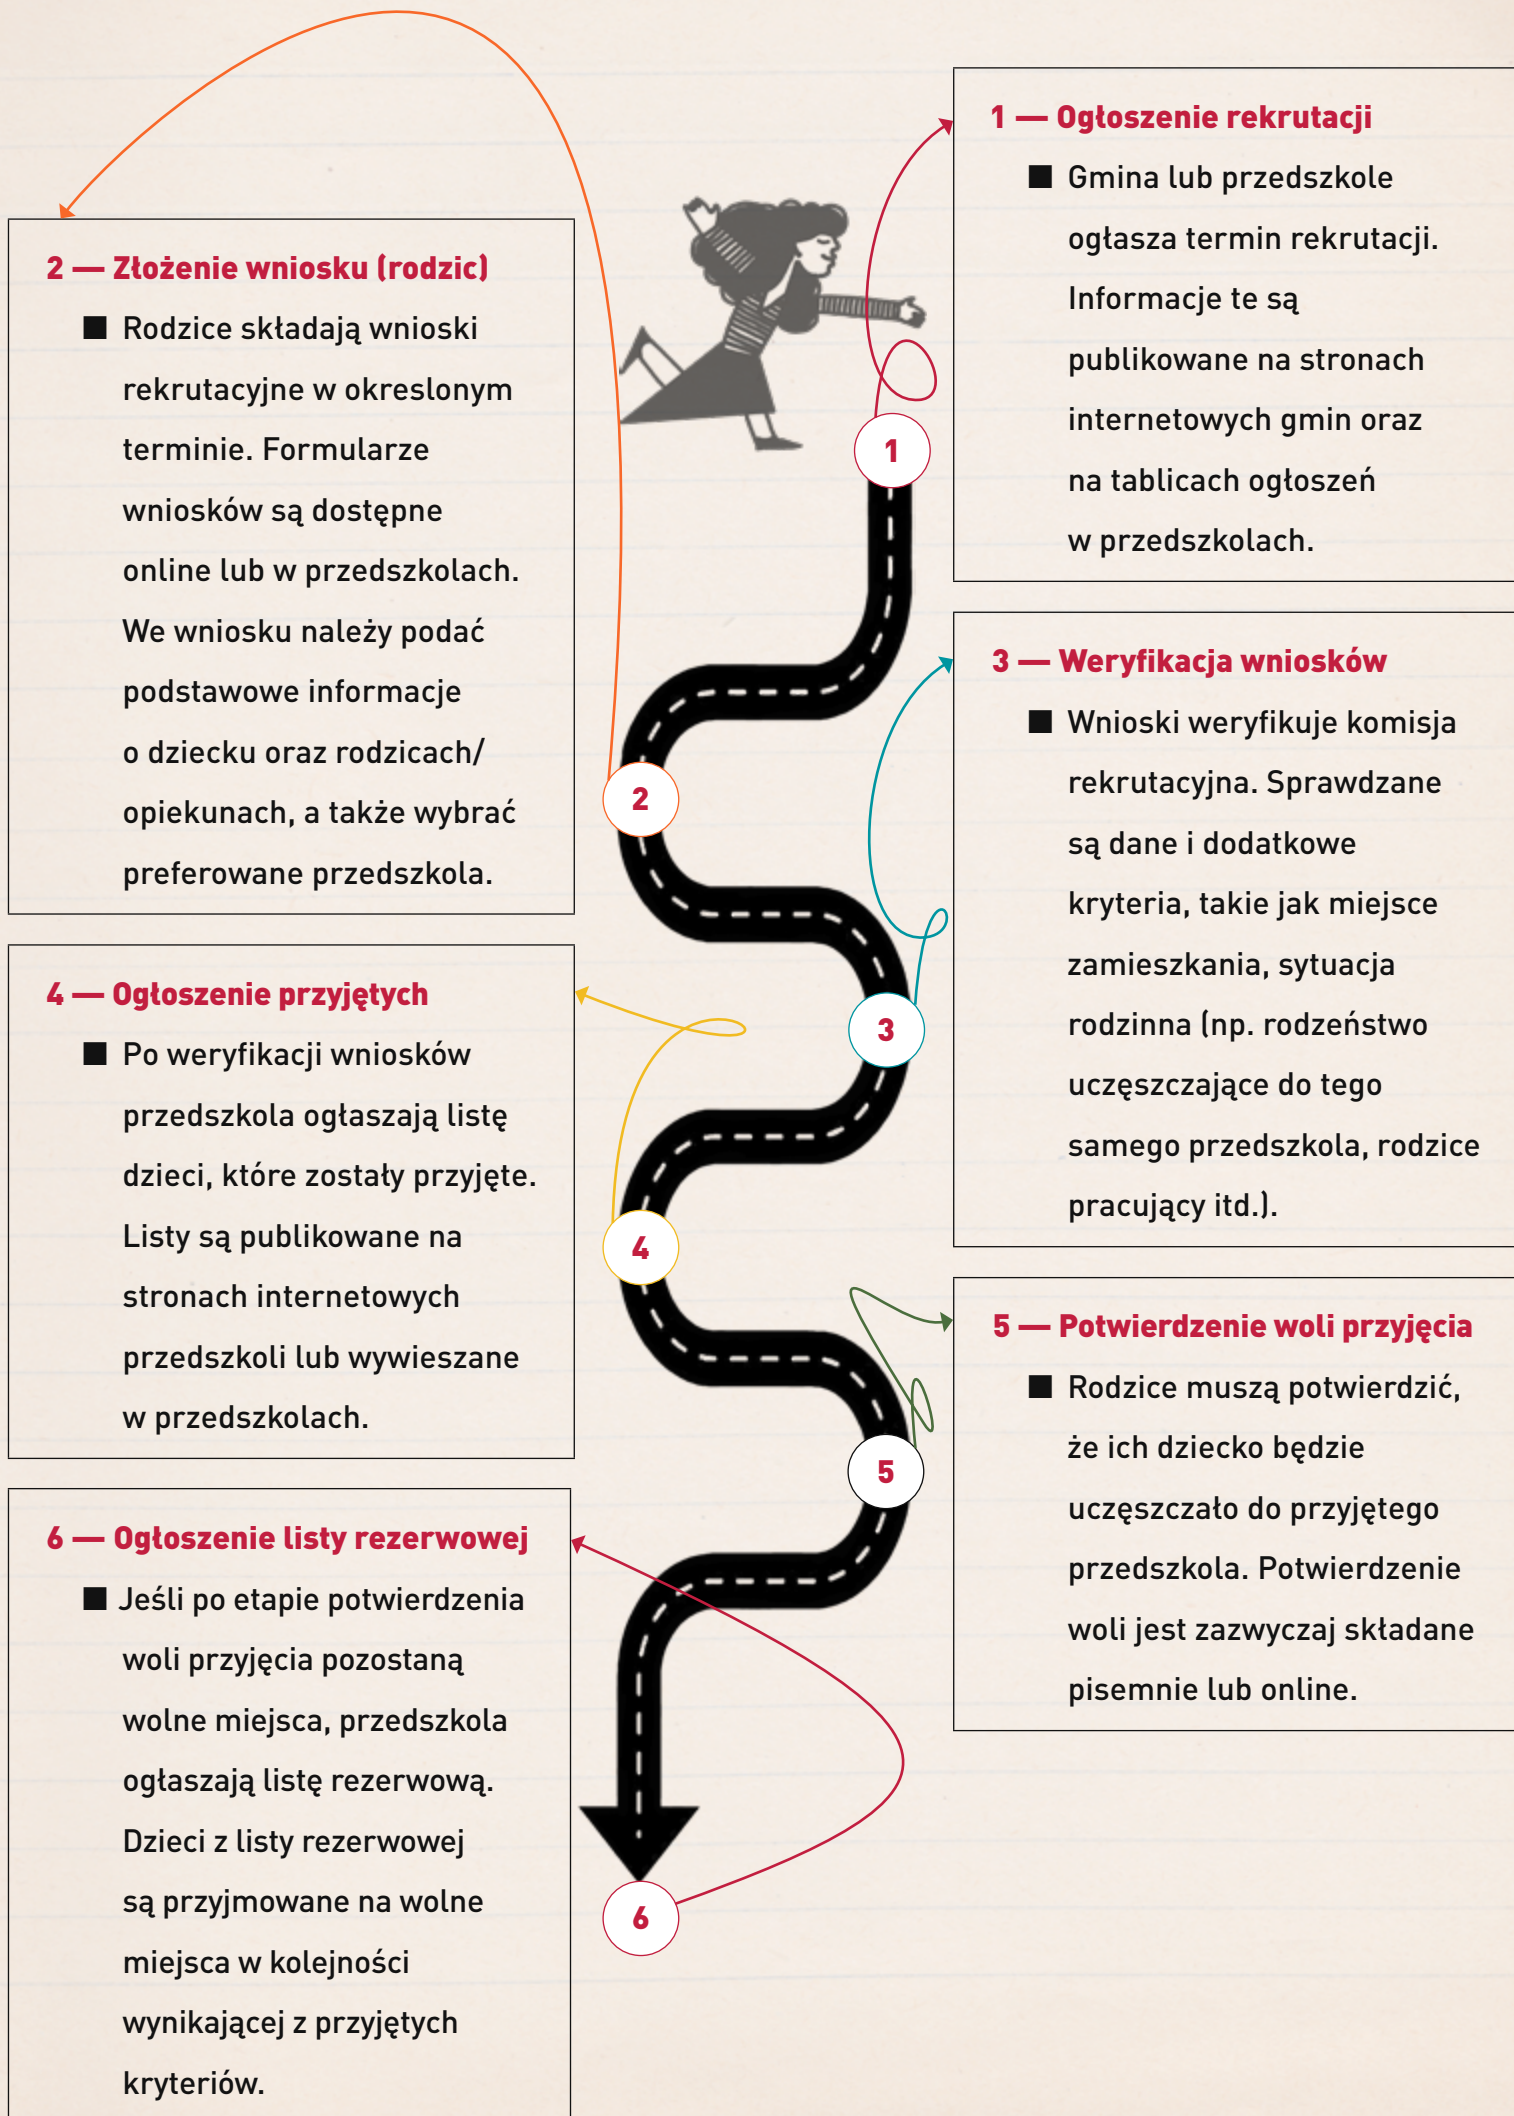 1 — Ogłoszenie rekrutacji
■ Gmina lub przedszkole
ogłasza termin rekrutacji.
Informacje te są
publikowane na stronach
internetowych gmin oraz
na tablicach ogłoszeń
w przedszkolach.
2 — Złożenie wniosku (rodzic)
■ Rodzice składają wnioski
rekrutacyjne w okreslonym
terminie. Formularze
wniosków są dostępne
online lub w przedszkolach.
We wniosku należy podać
podstawowe informacje
o dziecku oraz rodzicach/
opiekunach, a także wybrać
preferowane przedszkola.
3 — Weryfikacja wniosków
■ Wnioski weryfikuje komisja
rekrutacyjna. Sprawdzane
są dane i dodatkowe
kryteria, takie jak miejsce
zamieszkania, sytuacja
rodzinna (np. rodzeństwo
uczęszczające do tego
samego przedszkola, rodzice
pracujący itd.).
4 — Ogłoszenie przyjętych
■ Po weryfikacji wniosków
przedszkola ogłaszają listę
dzieci, które zostały przyjęte.
Listy są publikowane na
stronach internetowych
przedszkoli lub wywieszane
w przedszkolach.
5 — Potwierdzenie woli przyjęcia
■ Rodzice muszą potwierdzić,
że ich dziecko będzie
uczęszczało do przyjętego
przedszkola. Potwierdzenie
woli jest zazwyczaj składane
pisemnie lub online.
6 — Ogłoszenie listy rezerwowej
■ Jeśli po etapie potwierdzenia
woli przyjęcia pozostaną
wolne miejsca, przedszkola
ogłaszają listę rezerwową.
Dzieci z listy rezerwowej
są przyjmowane na wolne
miejsca w kolejności
wynikającej z przyjętych
kryteriów.
1
2
3
4
5
6